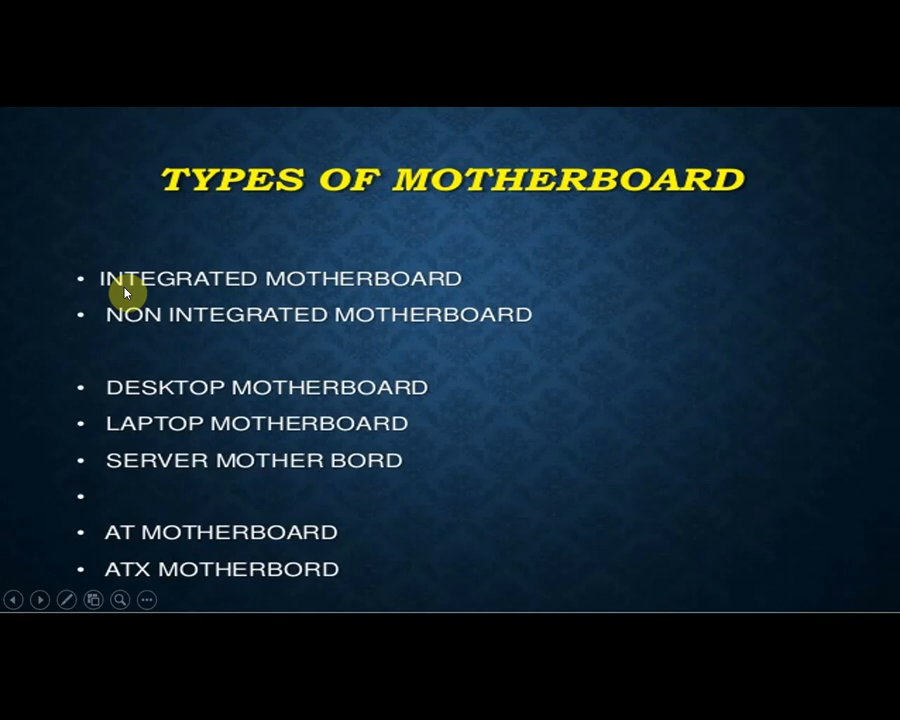 TYPES OF MOTHERBOARD
• INTEGRATED MOTHERBOARD
• NON INTEGRATED MOTHERBOARD
• DESKTOP MOTHERBOARD
• LAPTOP MOTHERBOARD
• SERVER MOTHER BORD
•
• AT MOTHERBOARD
• ATX MOTHERBORD